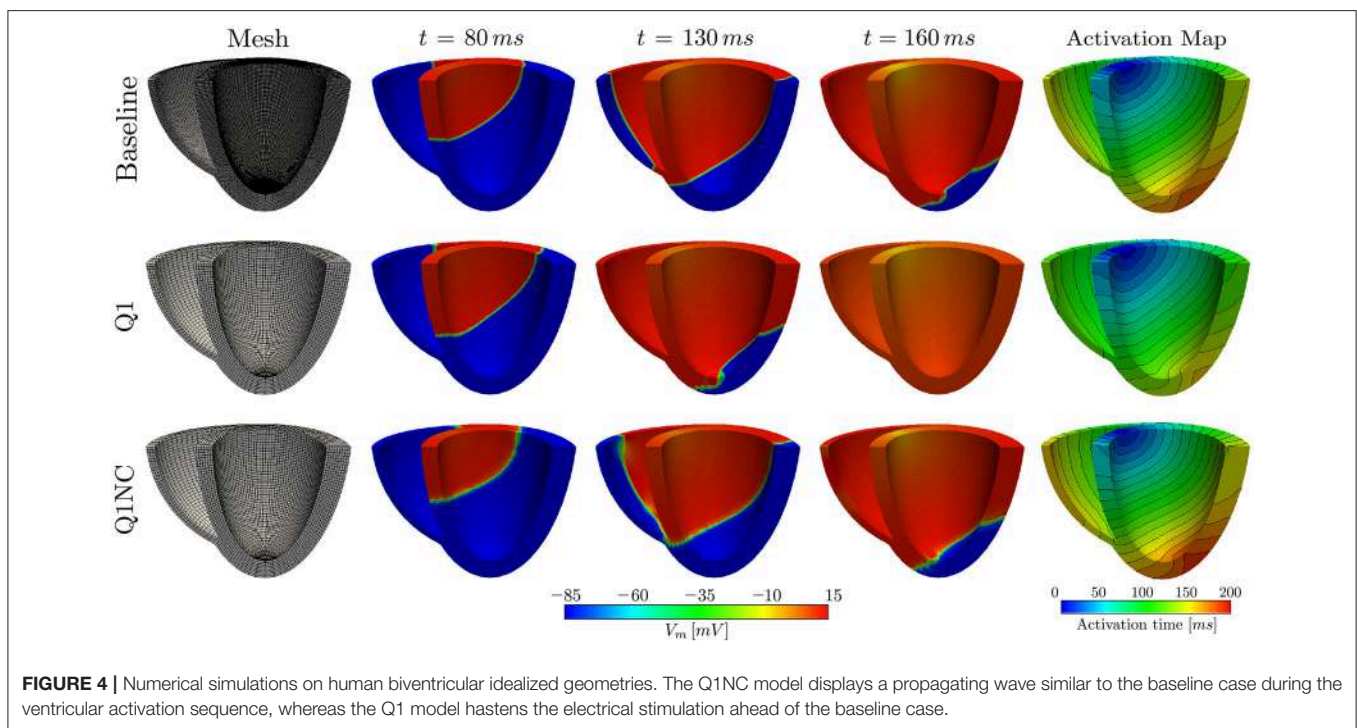 Mesh
t = 80 ms
t = 130 ms
t = 160 ms
Activation Map
Baseline
Q1
Q1NC
−85 −60 −35 −10 15
V_m [mV]
0 50 100 150 200
Activation time [ms]
FIGURE 4 | Numerical simulations on human biventricular idealized geometries. The Q1NC model displays a propagating wave similar to the baseline case during the
ventricular activation sequence, whereas the Q1 model hastens the electrical stimulation ahead of the baseline case.